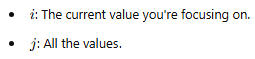 • i: The current value you're focusing on.
• j: All the values.